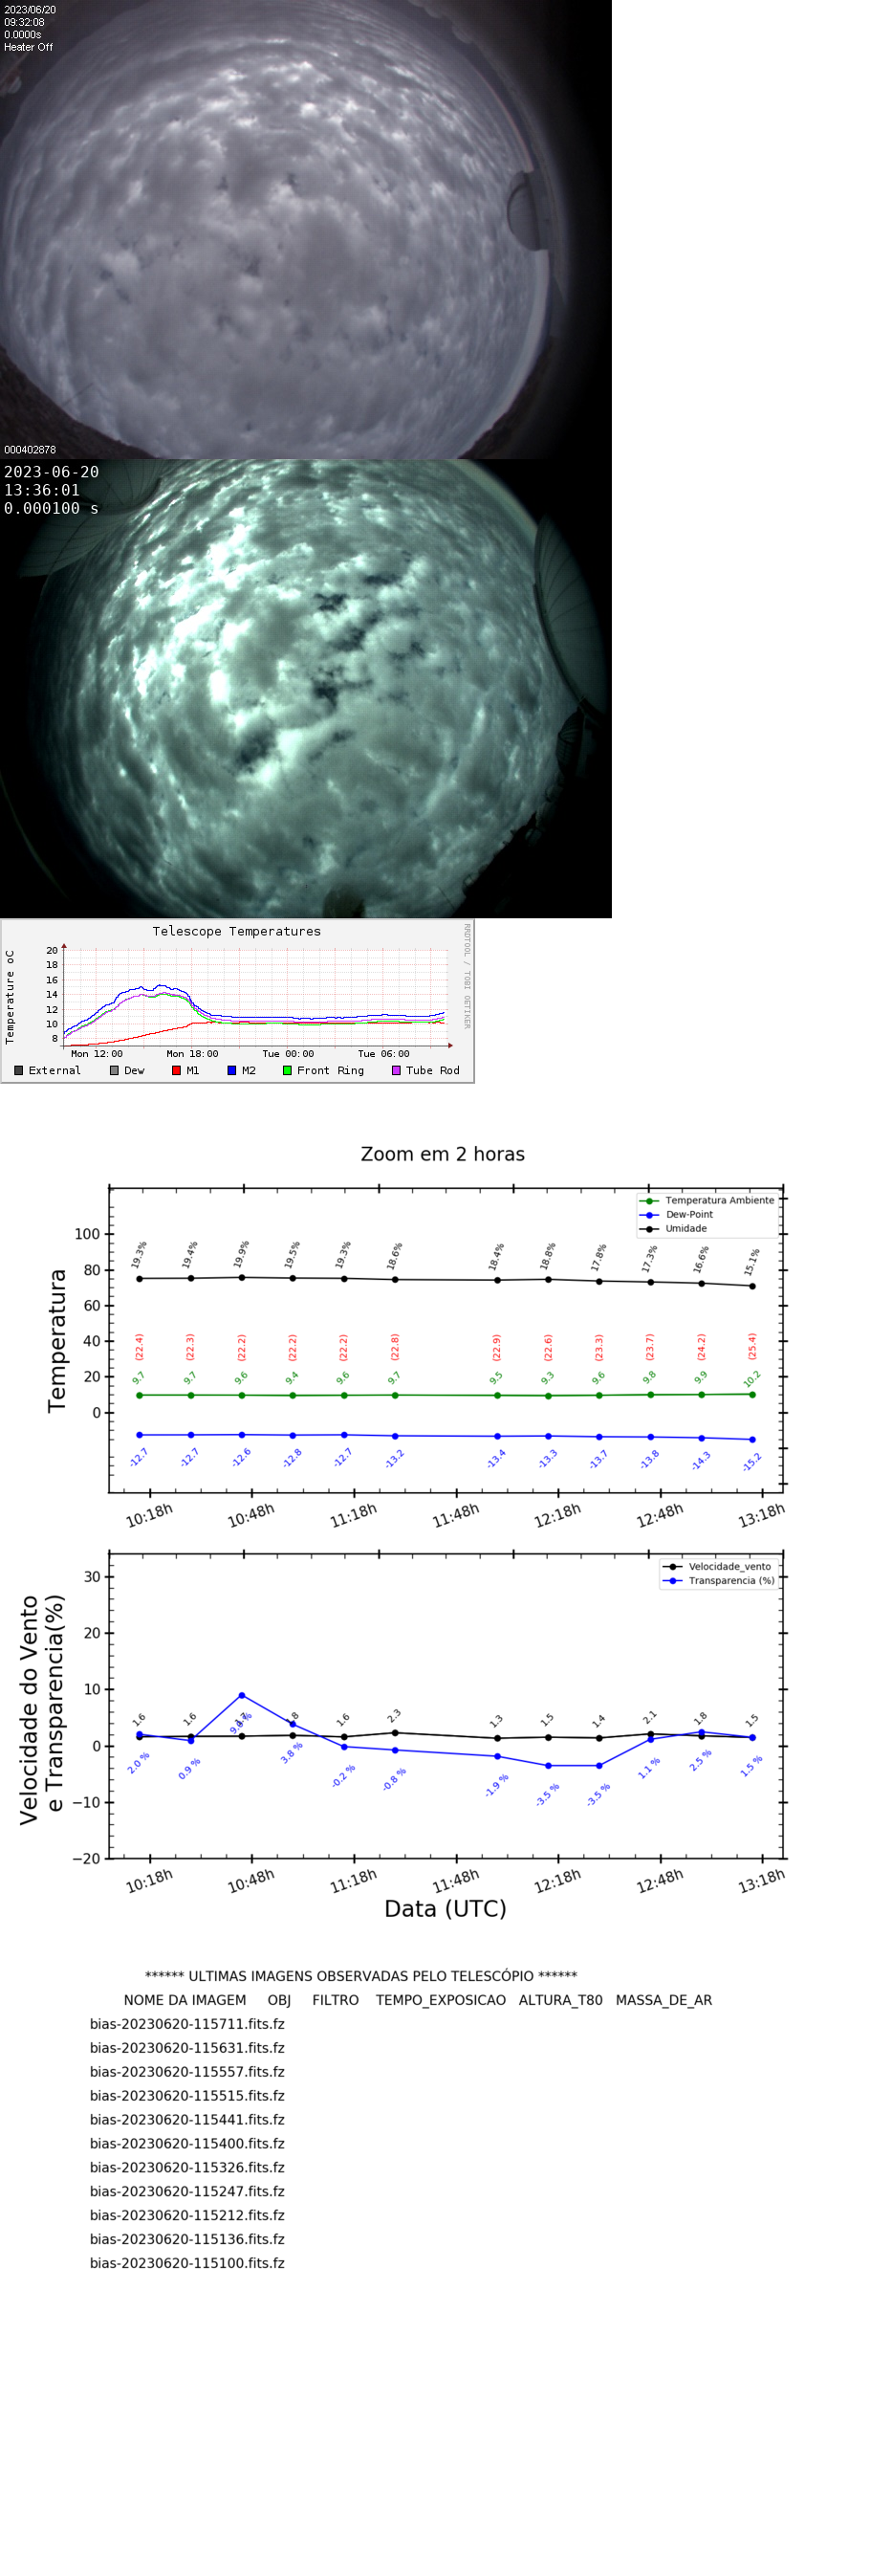 2023/06/20
09:32:08
0.0000s
Heater Off
000402878
2023-06-20
13:36:01
0.000100 s
Telescope Temperatures
RRDTOOL / TOBI OETIKER
Temperature oC
20
18
16
14
12
10
8
Mon 12:00 Mon 18:00 Tue 00:00 Tue 06:00
External Dew M1 M2 Front Ring Tube Rod
Zoom em 2 horas
Temperatura
Temperatura Ambiente
Dew-Point
Umidade
100
80
60
40
20
0
19.3% 19.4% 19.9% 19.5% 19.3% 18.6% 18.4% 18.8% 17.8% 17.3% 16.6% 15.1%
(22.4) (22.3) (22.2) (22.2) (22.2) (22.8) (22.9) (22.6) (23.3) (23.7) (24.2) (25.4)
9.7 9.7 9.6 9.4 9.6 9.7 9.5 9.3 9.6 9.8 9.9 10.2
-12.7 -12.7 -12.6 -12.8 -12.7 -13.2 -13.4 -13.3 -13.7 -13.8 -14.3 -15.2
10:18h 10:48h 11:18h 11:48h 12:18h 12:48h 13:18h
Velocidade do Vento
e Transparencia(%)
Velocidade_vento
Transparencia (%)
30
20
10
0
−10
−20
1.6 1.6 1.8 1.6 2.3 1.3 1.5 1.4 2.1 1.8 1.5
2.0 % 0.9 % 3.8 % -0.2 % -0.8 % -1.9 % -3.5 % -3.5 % 1.1 % 2.5 % 1.5 %
10:18h 10:48h 11:18h 11:48h 12:18h 12:48h 13:18h
Data (UTC)
****** ULTIMAS IMAGENS OBSERVADAS PELO TELESCÓPIO ******
NOME DA IMAGEM OBJ FILTRO TEMPO_EXPOSICAO ALTURA_T80 MASSA_DE_AR
bias-20230620-115711.fits.fz
bias-20230620-115631.fits.fz
bias-20230620-115557.fits.fz
bias-20230620-115515.fits.fz
bias-20230620-115441.fits.fz
bias-20230620-115400.fits.fz
bias-20230620-115326.fits.fz
bias-20230620-115247.fits.fz
bias-20230620-115212.fits.fz
bias-20230620-115136.fits.fz
bias-20230620-115100.fits.fz